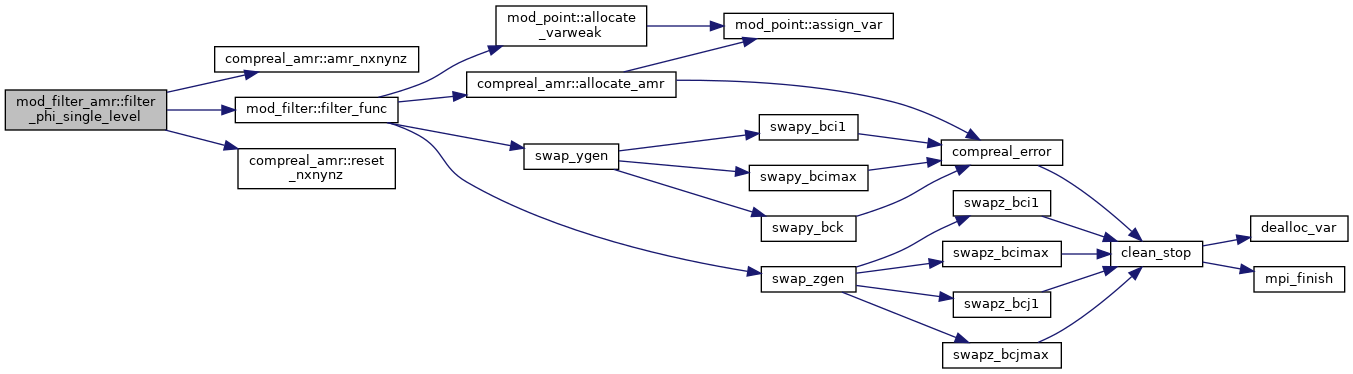 mod_filter_amr::filter
_phi_single_level
compreal_amr::amr_nxnynz
mod_filter::filter_func
compreal_amr::reset
_nxnynz
mod_point::allocate
_varweak
compreal_amr::allocate_amr
swap_ygen
mod_point::assign_var
swapy_bci1
swapy_bcimax
swapy_bck
swap_zgen
compreal_error
swapz_bci1
swapz_bcimax
swapz_bcj1
swapz_bcjmax
clean_stop
dealloc_var
mpi_finish